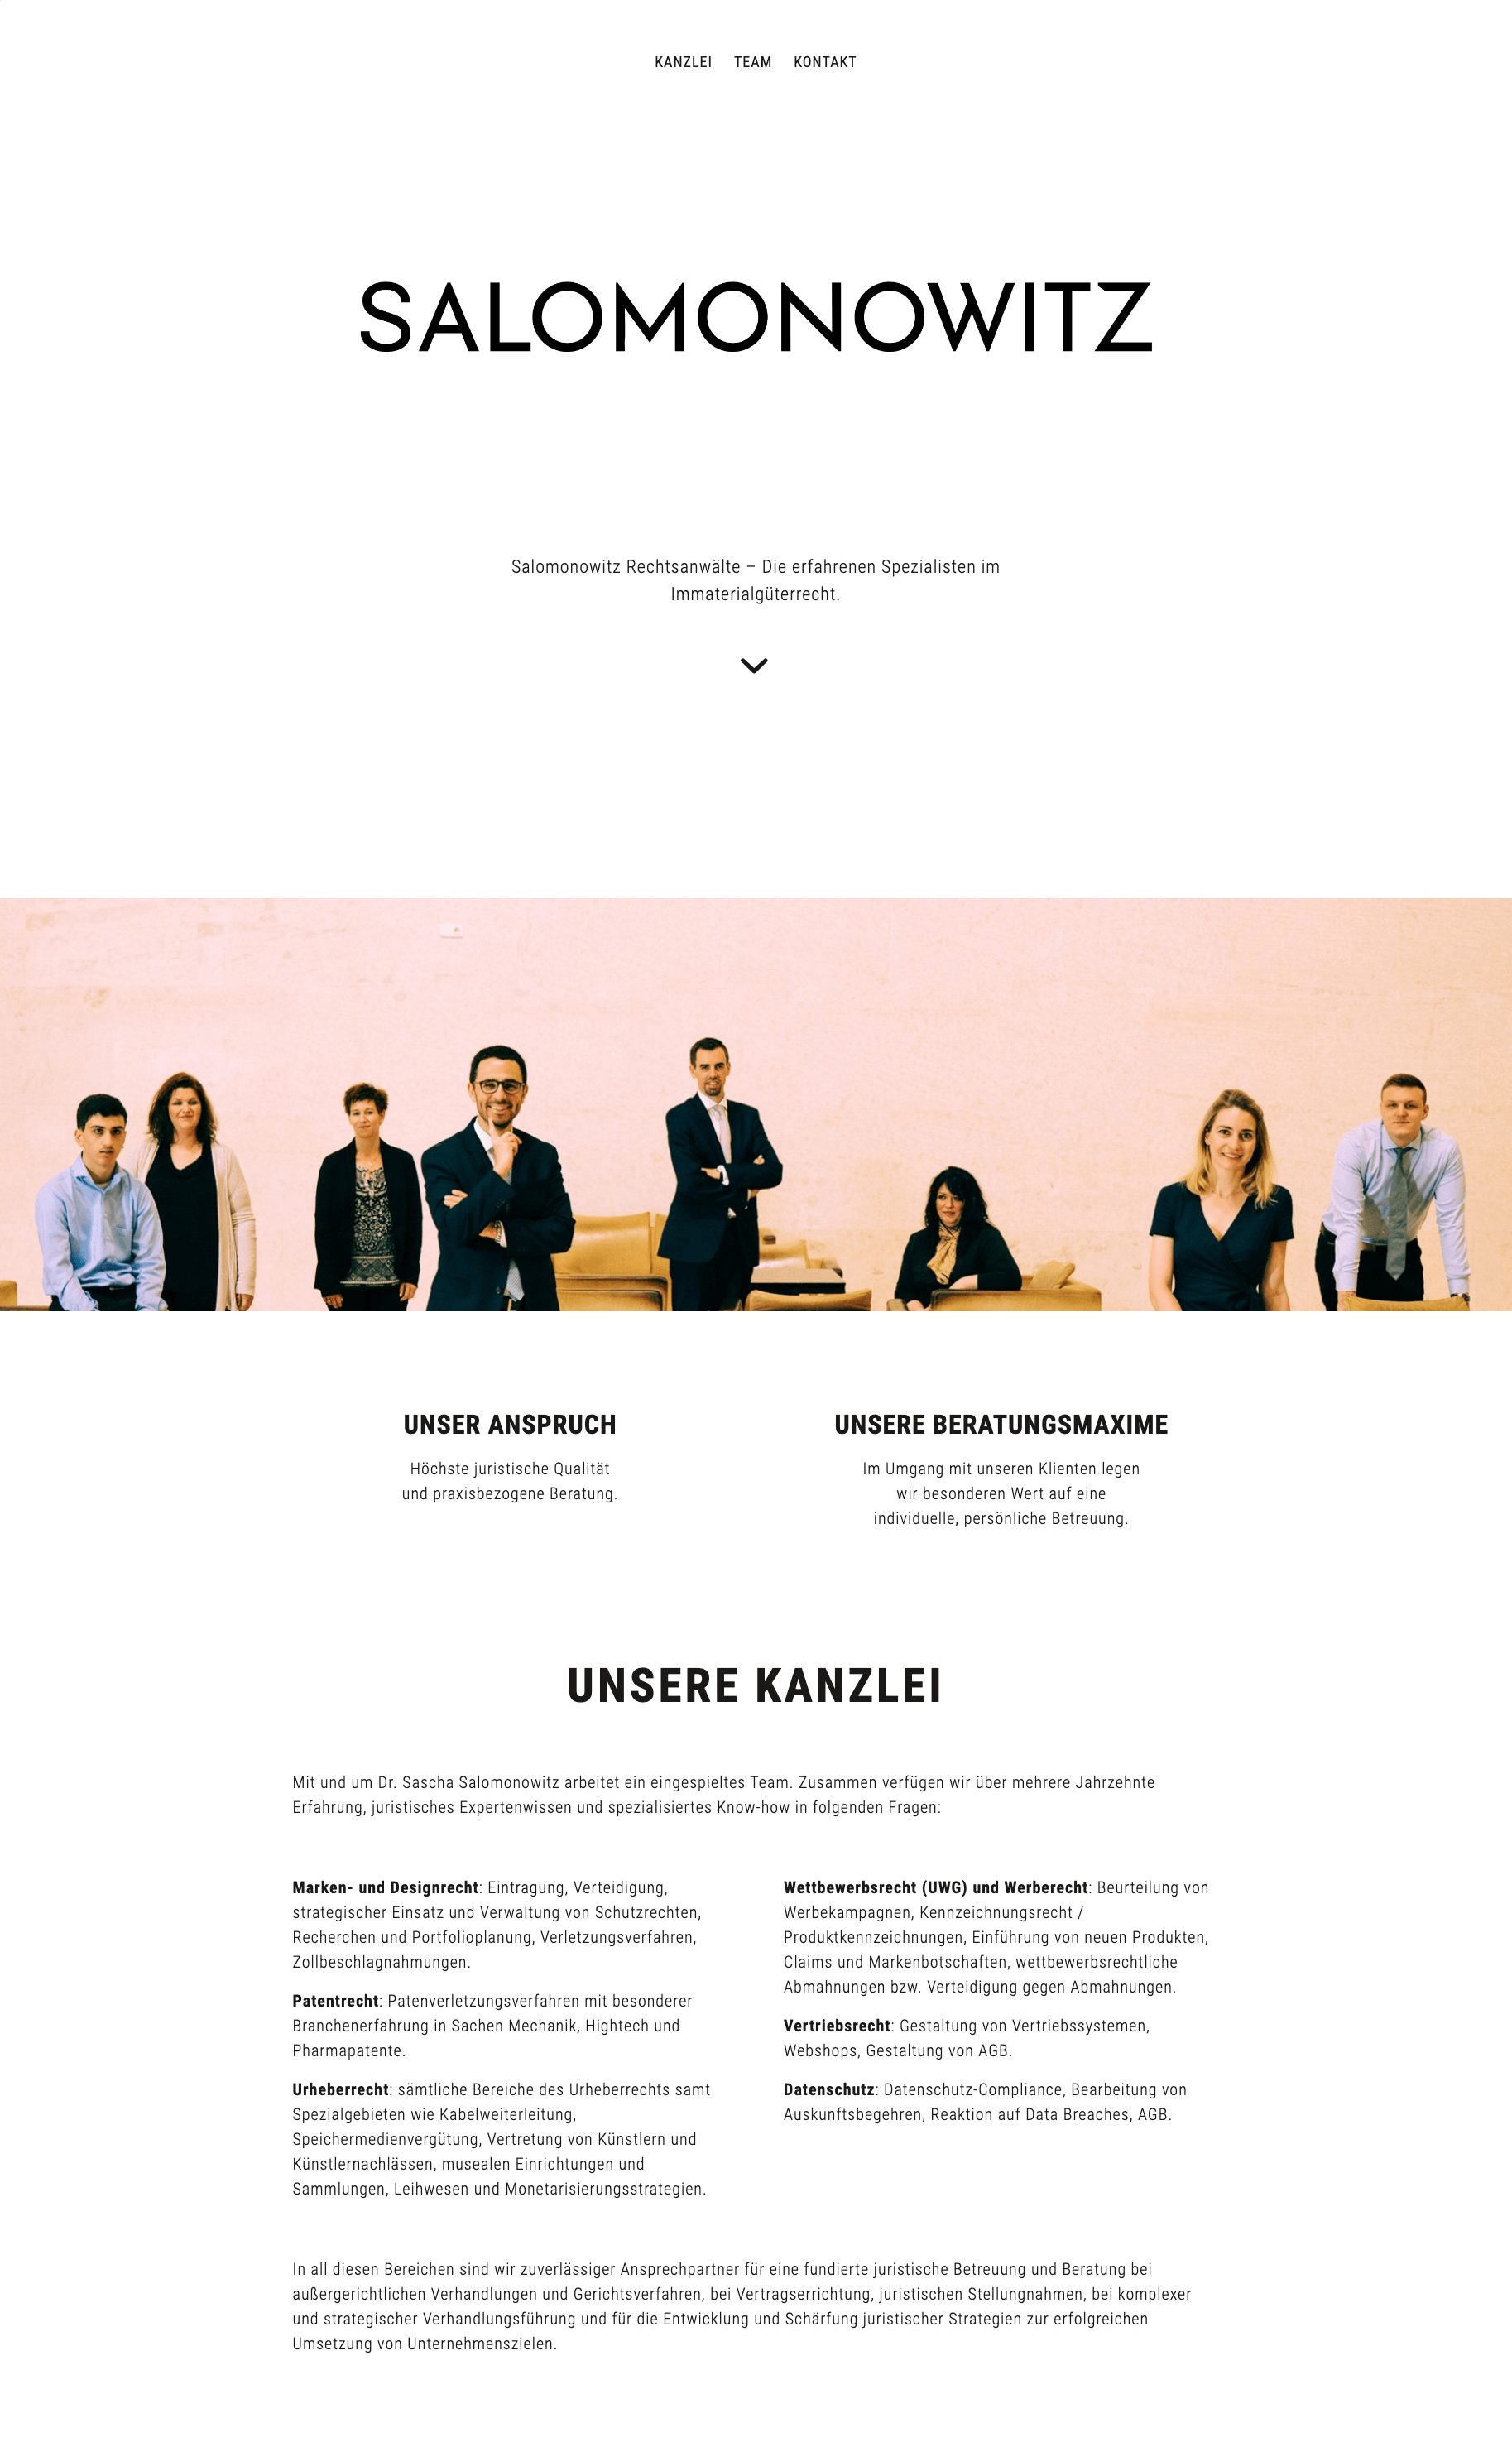 KANZLEI TEAM KONTAKT
SALOMONOWITZ
Salomonowitz Rechtsanwälte – Die erfahrenen Spezialisten im
Immaterialgüterrecht.
UNSER ANSPRUCH
Höchste juristische Qualität
und praxisbezogene Beratung.
UNSERE BERATUNGSMAXIME
Im Umgang mit unseren Klienten legen
wir besonderen Wert auf eine
individuelle, persönliche Betreuung.
UNSERE KANZLEI
Mit und um Dr. Sascha Salomonowitz arbeitet ein eingespieltes Team. Zusammen verfügen wir über mehrere Jahrzehnte
Erfahrung, juristisches Expertenwissen und spezialisiertes Know-how in folgenden Fragen:
Marken- und Designrecht: Eintragung, Verteidigung,
strategischer Einsatz und Verwaltung von Schutzrechten,
Recherchen und Portfolioplanung, Verletzungsverfahren,
Zollbeschlagnahmungen.
Patentrecht: Patenverletzungsverfahren mit besonderer
Branchenerfahrung in Sachen Mechanik, Hightech und
Pharmapatente.
Urheberrecht: sämtliche Bereiche des Urheberrechts samt
Spezialgebieten wie Kabelweiterleitung,
Speichermedienvergütung, Vertretung von Künstlern und
Künstlernachlässen, musealen Einrichtungen und
Sammlungen, Leihwesen und Monetarisierungsstrategien.
Wettbewerbsrecht (UWG) und Werberecht: Beurteilung von
Werbekampagnen, Kennzeichnungsrecht /
Produktkennzeichnungen, Einführung von neuen Produkten,
Claims und Markenbotschaften, wettbewerbsrechtliche
Abmahnungen bzw. Verteidigung gegen Abmahnungen.
Vertriebsrecht: Gestaltung von Vertriebssystemen,
Webshops, Gestaltung von AGB.
Datenschutz: Datenschutz-Compliance, Bearbeitung von
Auskunftsbegehren, Reaktion auf Data Breaches, AGB.
In all diesen Bereichen sind wir zuverlässiger Ansprechpartner für eine fundierte juristische Betreuung und Beratung bei
außergerichtlichen Verhandlungen und Gerichtsverfahren, bei Vertragserrichtung, juristischen Stellungnahmen, bei komplexer
und strategischer Verhandlungsführung und für die Entwicklung und Schärfung juristischer Strategien zur erfolgreichen
Umsetzung von Unternehmenszielen.